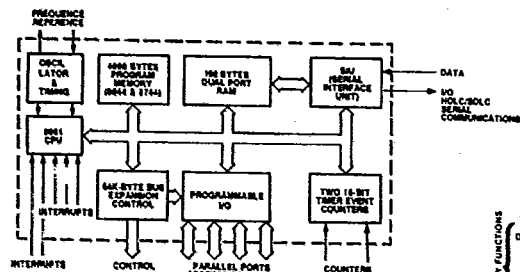 FREQUENCE
REFERENCE
OSCIL
LATOR
&
TIMING
4096 BYTES
PROGRAM
MEMORY
(8044 & 8744)
192 BYTES
DUAL PORT
RAM
SIU
(SERIAL
INTERFACE
UNIT)
DATA
I/O
HDLC/SDLC
SERIAL
COMMUNICATIONS
8051
CPU
64K-BYTE BUS
EXPANSION
CONTROL
PROGRAMMABLE
I/O
TWO 16-BIT
TIMER EVENT
COUNTERS
INTERRUPTS
INTERRUPTS
CONTROL
PARALLEL PORTS
COUNTERS
Y FUNCTIONS